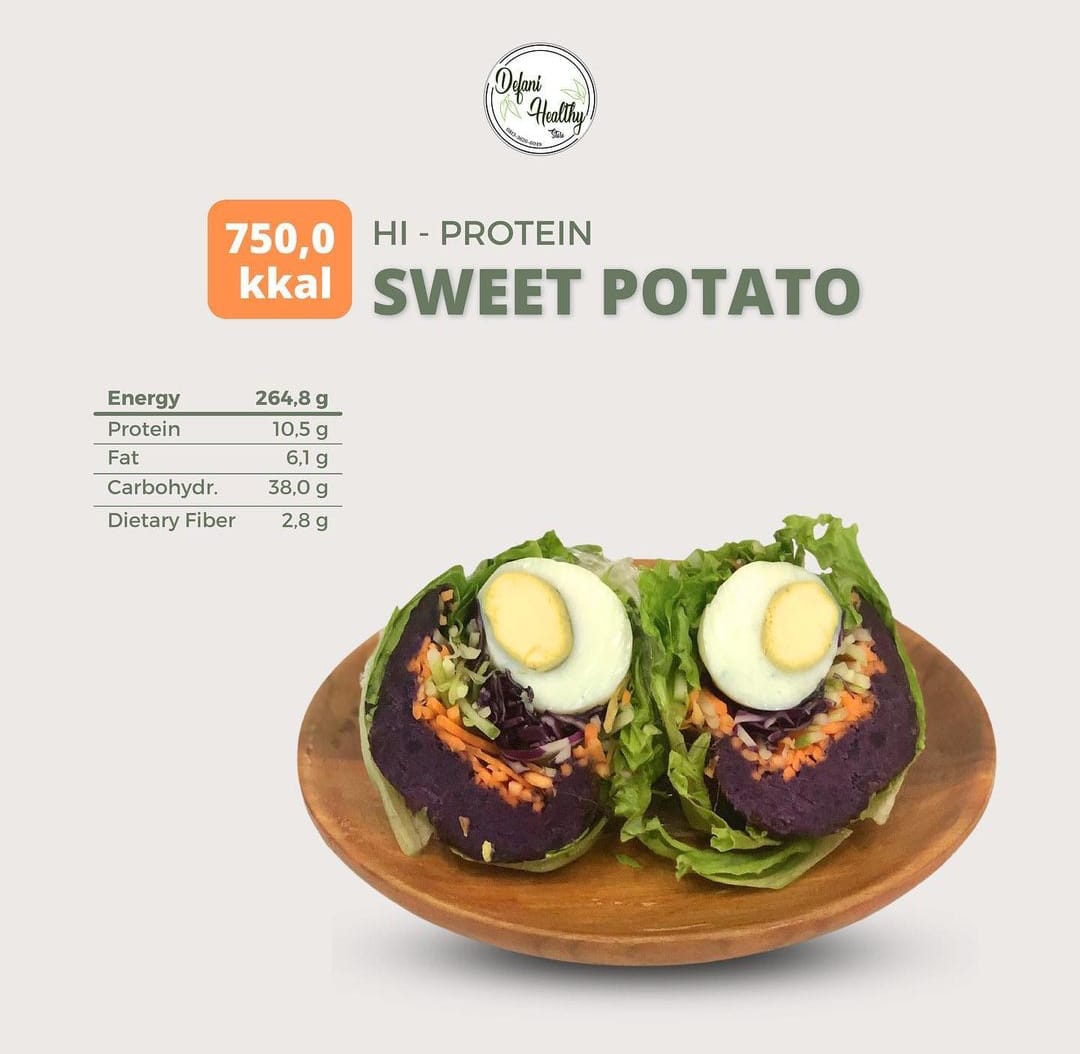 Defani
Healthy
Store
750,0
kkal
HI - PROTEIN
SWEET POTATO
Energy 264,8 g
Protein 10,5 g
Fat 6,1 g
Carbohydr. 38,0 g
Dietary Fiber 2,8 g